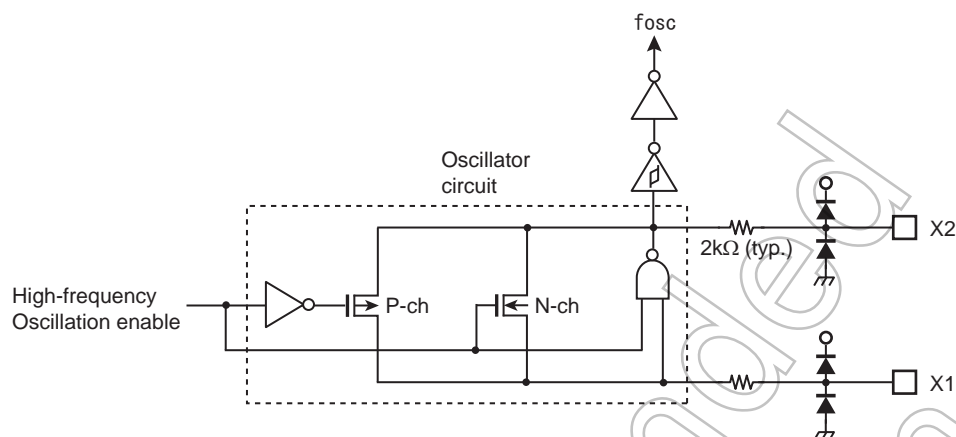 fosc
Oscillator
circuit
2kΩ (typ.)
X2
High-frequency
Oscillation enable
P-ch
N-ch
X1